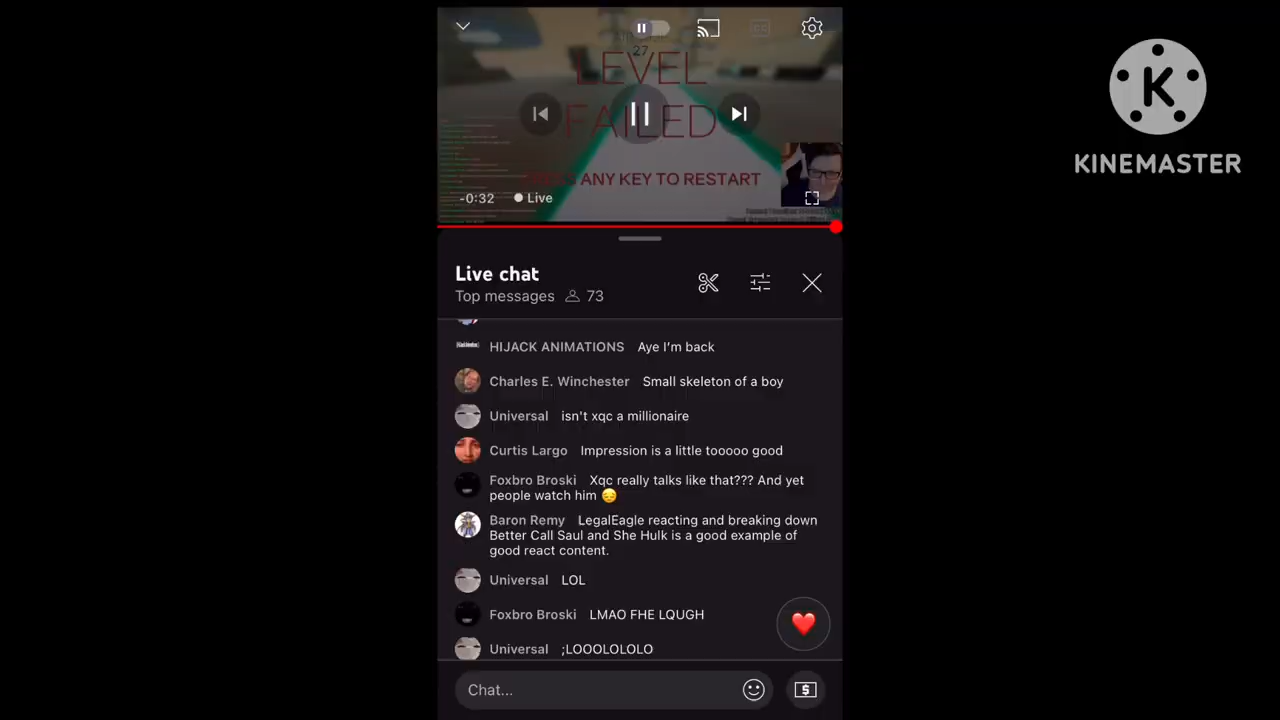 27
LEVEL
FAILED
ANY KEY TO RESTART
-0:32 Live
K
KINEMASTER
Live chat
Top messages 73
HIJACK ANIMATIONS Aye I'm back
Charles E. Winchester Small skeleton of a boy
Universal isn't xqc a millionaire
Curtis Largo Impression is a little tooooo good
Foxbro Broski Xqc really talks like that??? And yet
people watch him 😔
Baron Remy LegalEagle reacting and breaking down
Better Call Saul and She Hulk is a good example of
good react content.
Universal LOL
Foxbro Broski LMAO FHE LQUGH
Universal ;LOOOLOLOLO
Chat...
$